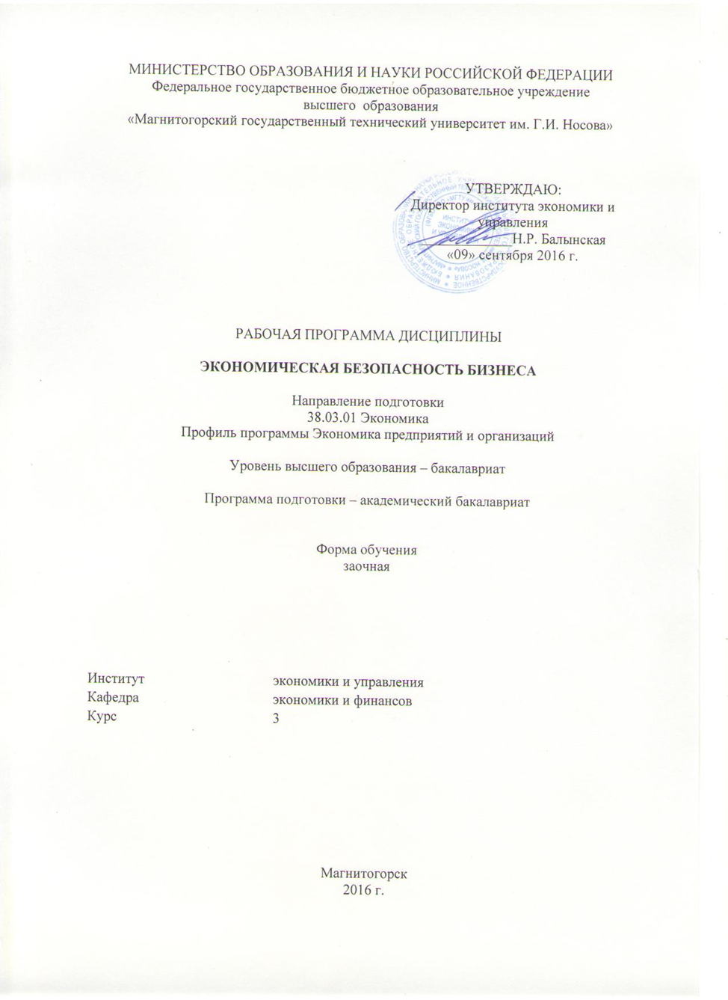 МИНИСТЕРСТВО ОБРАЗОВАНИЯ И НАУКИ РОССИЙСКОЙ ФЕДЕРАЦИИ
Федеральное государственное бюджетное образовательное учреждение
высшего образования
«Магнитогорский государственный технический университет им. Г.И. Носова»
УТВЕРЖДАЮ:
Директор института экономики и
управления
Н.Р. Балынская
«09» сентября 2016 г.
ИНСТИТУТ
ЭКОНОМИКИ
РАБОЧАЯ ПРОГРАММА ДИСЦИПЛИНЫ
ЭКОНОМИЧЕСКАЯ БЕЗОПАСНОСТЬ БИЗНЕСА
Направление подготовки
38.03.01 Экономика
Профиль программы Экономика предприятий и организаций
Уровень высшего образования – бакалавриат
Программа подготовки – академический бакалавриат
Форма обучения
заочная
Институт экономики и управления
Кафедра экономики и финансов
Курс 3
Магнитогорск
2016 г.